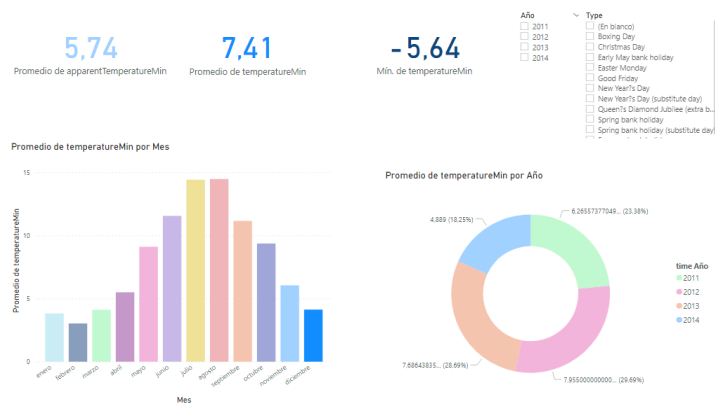 5,74
Promedio de apparentTemperatureMin
7,41
Promedio de temperatureMin
-5,64
Mín. de temperatureMin
Año
2011
2012
2013
2014
Type
(En blanco)
Boxing Day
Christmas Day
Early May bank holiday
Easter Monday
Good Friday
New Year?s Day
New Year?s Day (substitute day)
Queen?s Diamond Jubilee (extra b...
Spring bank holiday
Spring bank holiday (substitute day)
Promedio de temperatureMin por Mes
Promedio de temperatureMin
15
10
5
0
enero
febrero
marzo
abril
mayo
junio
julio
agosto
septiembre
octubre
noviembre
diciembre
Mes
Promedio de temperatureMin por Año
4,889 (18,25%)
6.26557377049... (23.38%)
7.68643835... (28.69%)
7.955000000000... (29.69%)
time Año
2011
2012
2013
2014